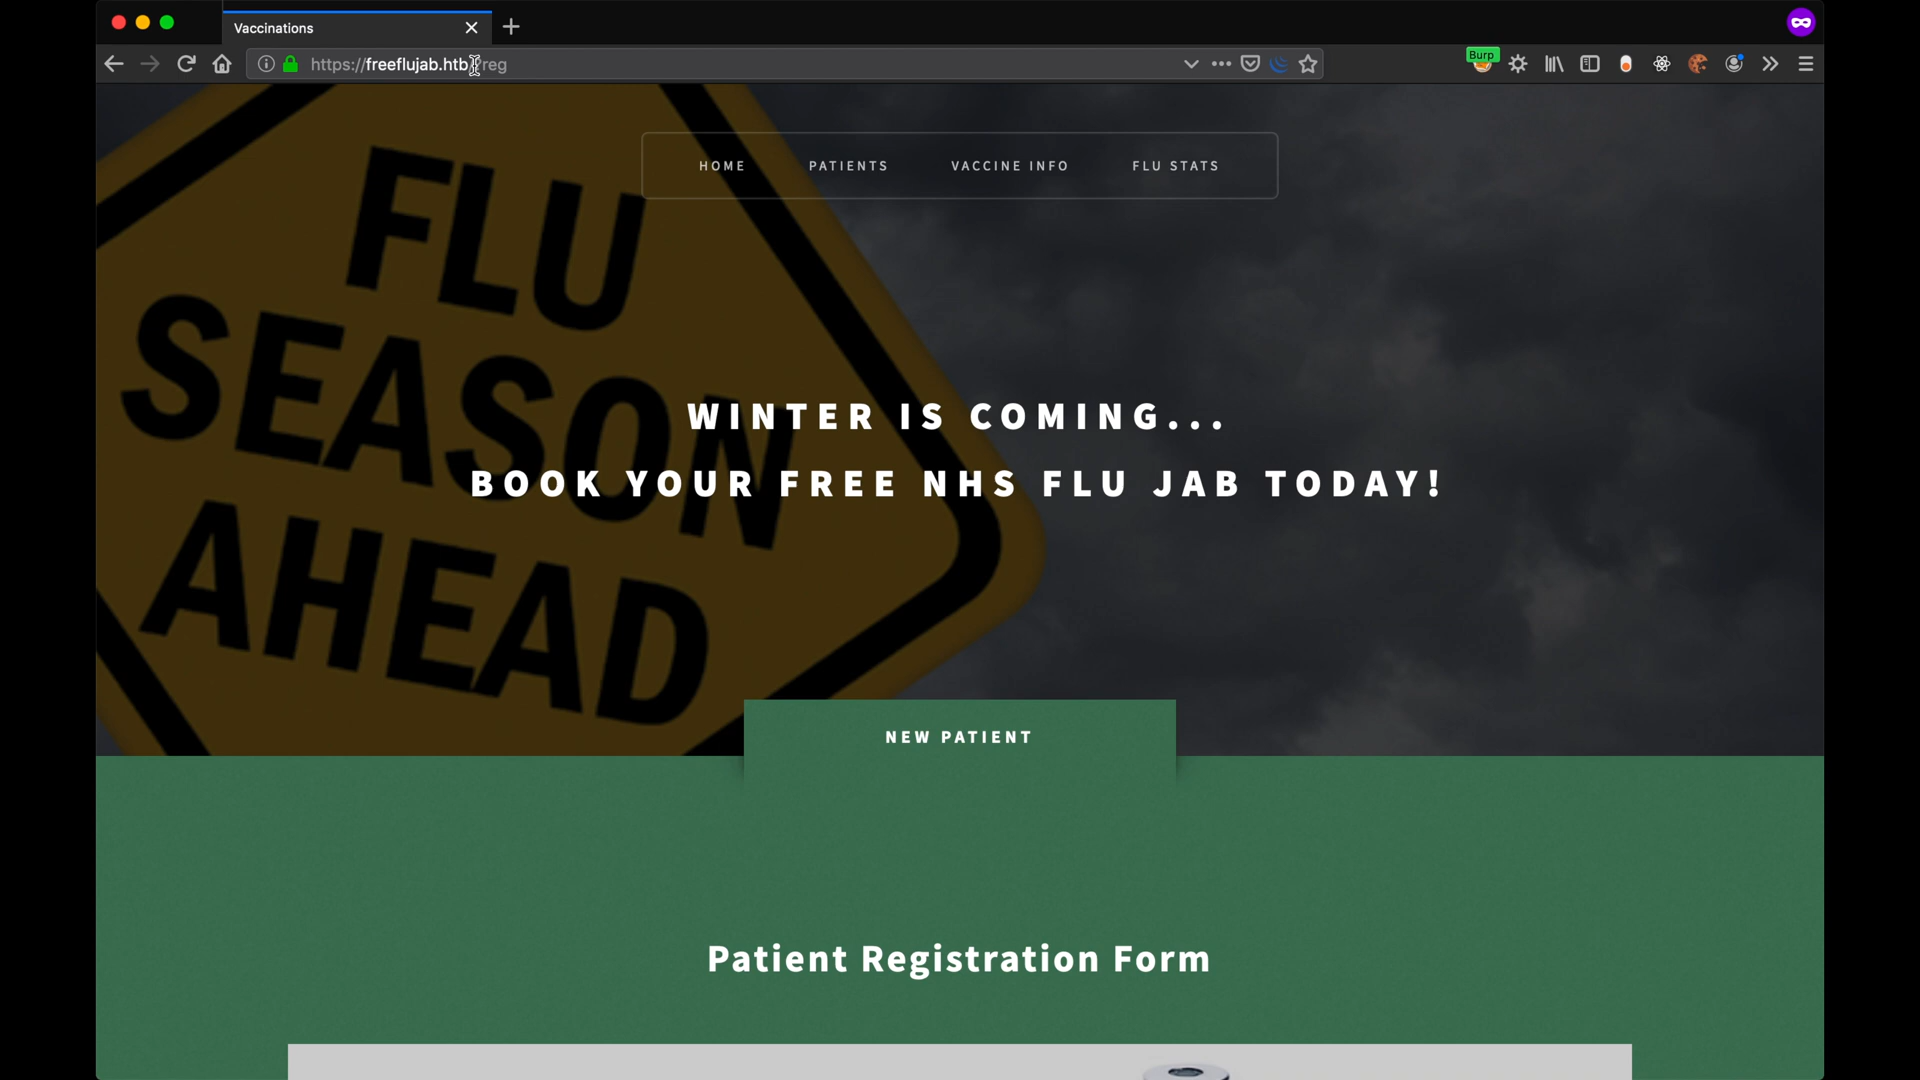 Vaccinations
https://freeflujab.htb/?reg
Burp
HOME PATIENTS VACCINE INFO FLU STATS
FLU
SEASON
AHEAD
WINTER IS COMING...
BOOK YOUR FREE NHS FLU JAB TODAY!
NEW PATIENT
Patient Registration Form